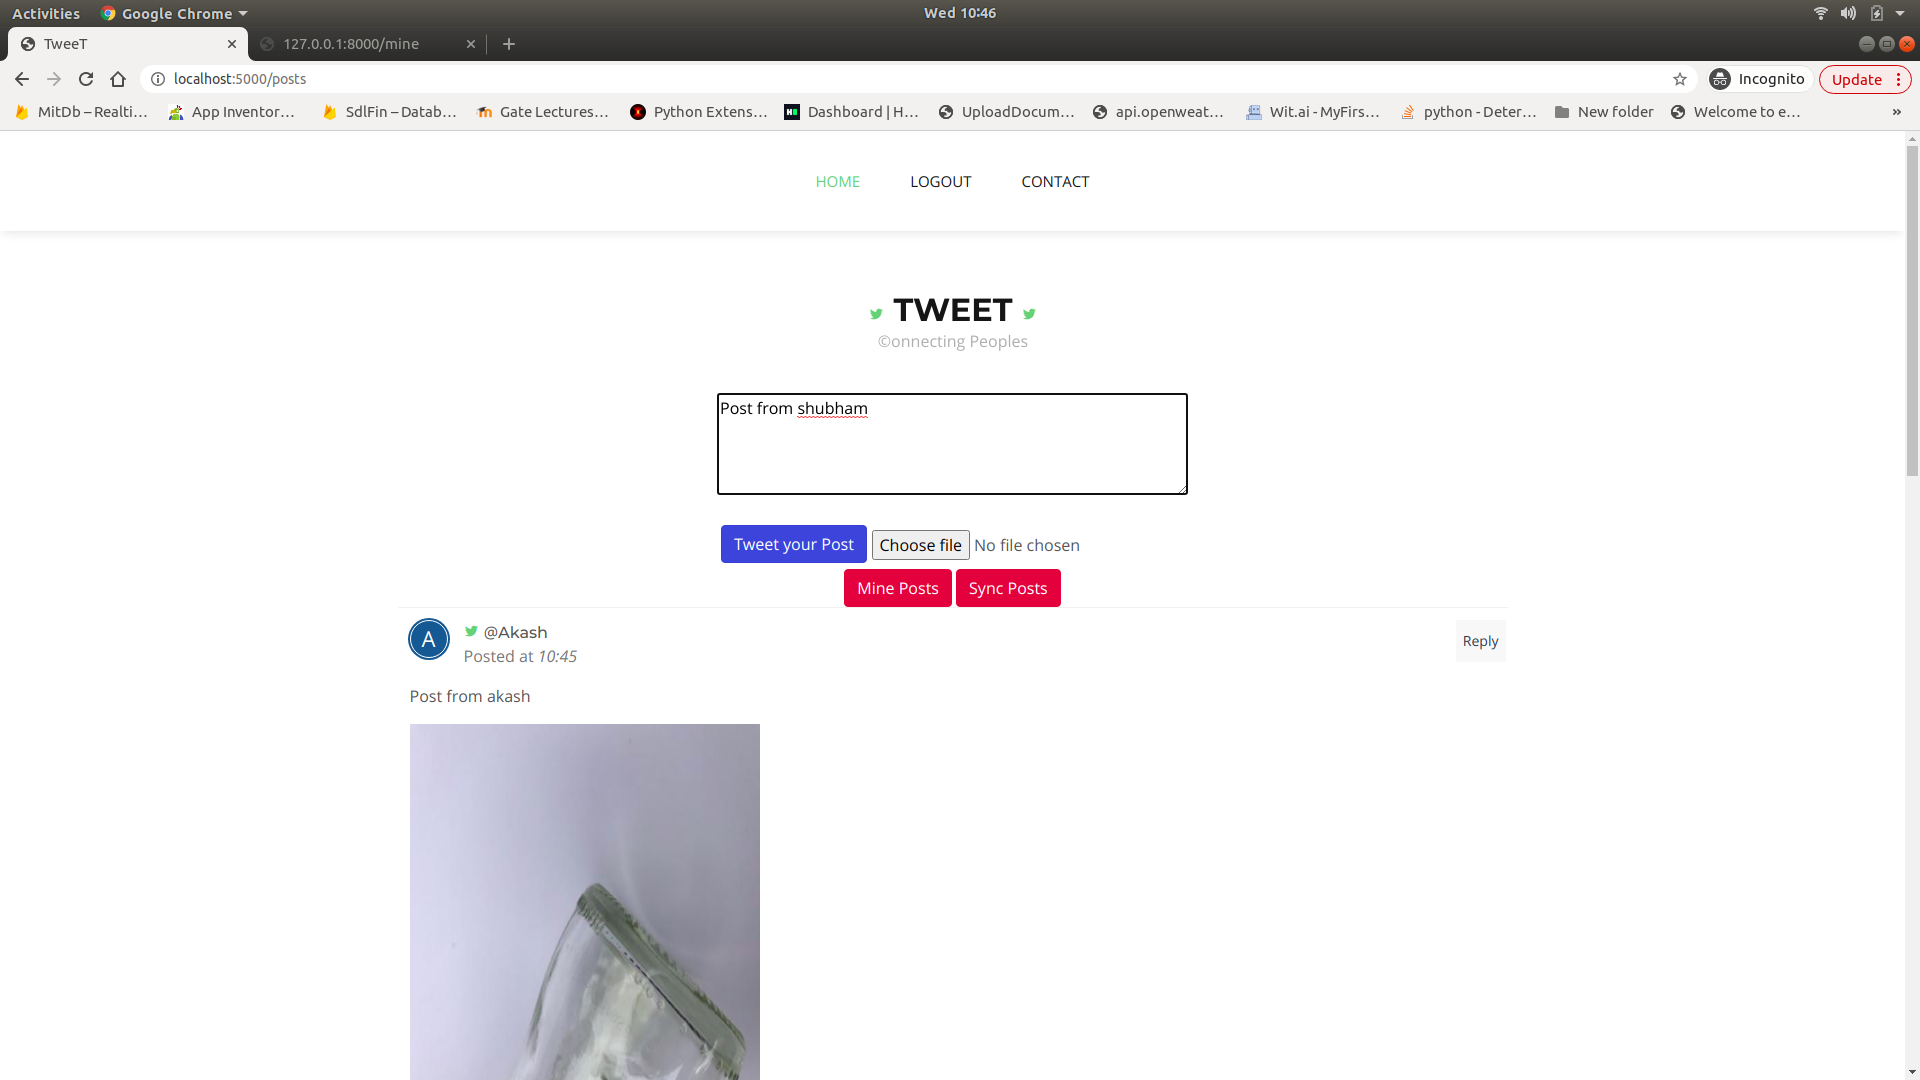 Activities Google Chrome Wed 10:46
TweeT 127.0.0.1:8000/mine
localhost:5000/posts Incognito Update
MitDb – Realti... App Inventor... SdlFin – Datab... Gate Lectures... Python Extens... Dashboard | H... UploadDocum... api.openweat... Wit.ai - MyFirs... python - Deter... New folder Welcome to e... »
HOME LOGOUT CONTACT
TWEET
©onnecting Peoples
Post from shubham
Tweet your Post Choose file No file chosen
Mine Posts Sync Posts
A @Akash
Posted at 10:45
Reply
Post from akash